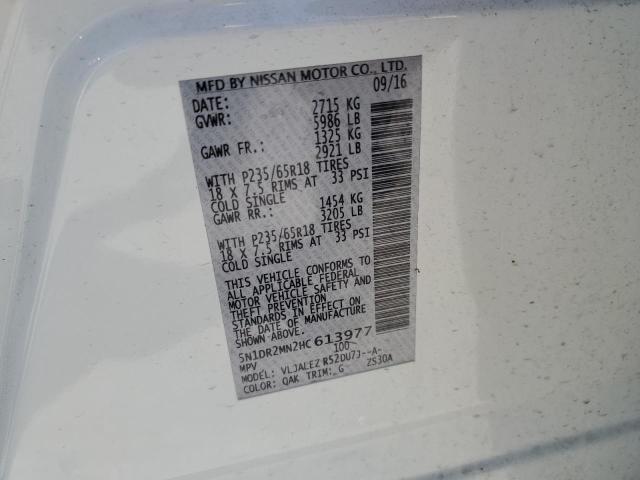 MFD BY NISSAN MOTOR CO., LTD.
09/16
DATE: 2715 KG
GVWR: 5986 LB
1325 KG
GAWR FR.: 2921 LB
WITH P235/65R18 TIRES
18 X 7.5 RIMS AT 33 PSI
COLD SINGLE 1454 KG
GAWR RR.: 3205 LB
WITH P235/65R18 TIRES
18 X 7.5 RIMS AT 33 PSI
COLD SINGLE
THIS VEHICLE CONFORMS TO
ALL APPLICABLE FEDERAL
MOTOR VEHICLE SAFETY AND
THEFT PREVENTION
STANDARDS IN EFFECT ON
THE DATE OF MANUFACTURE
SHOWN ABOVE.
5N1DR2MN2HC613977
MPV 100
MODEL: VLJALEZ R52DU7J--A-
COLOR: QAK TRIM: G ZS30A